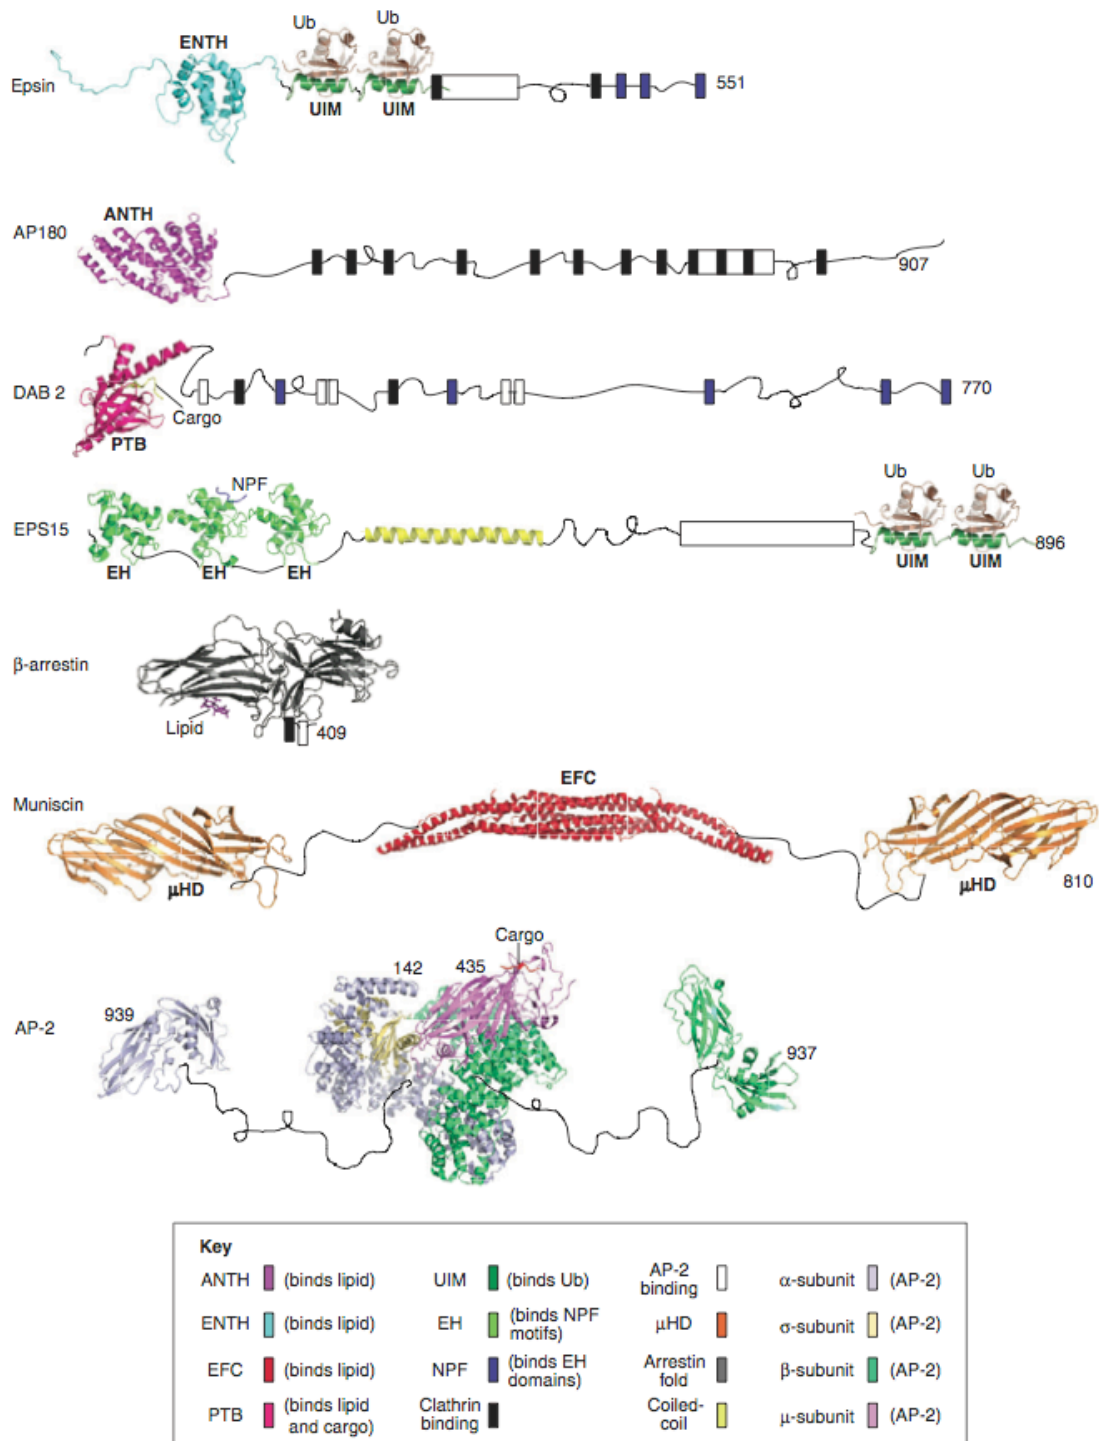 Ub Ub
ENTH
Epsin
UIM UIM
551
ANTH
AP180
907
DAB 2
Cargo
PTB
770
Ub Ub
NPF
EPS15
EH EH EH
UIM UIM
896
β-arrestin
Lipid
409
EFC
Muniscin
μHD
μHD
810
Cargo
142 435
939
AP-2
937
Key
ANTH (binds lipid)
ENTH (binds lipid)
EFC (binds lipid)
PTB (binds lipid
and cargo)
UIM (binds Ub)
EH (binds NPF
motifs)
NPF (binds EH
domains)
Clathrin
binding
AP-2
binding
μHD
Arrestin
fold
Coiled-
coil
α-subunit (AP-2)
σ-subunit (AP-2)
β-subunit (AP-2)
μ-subunit (AP-2)